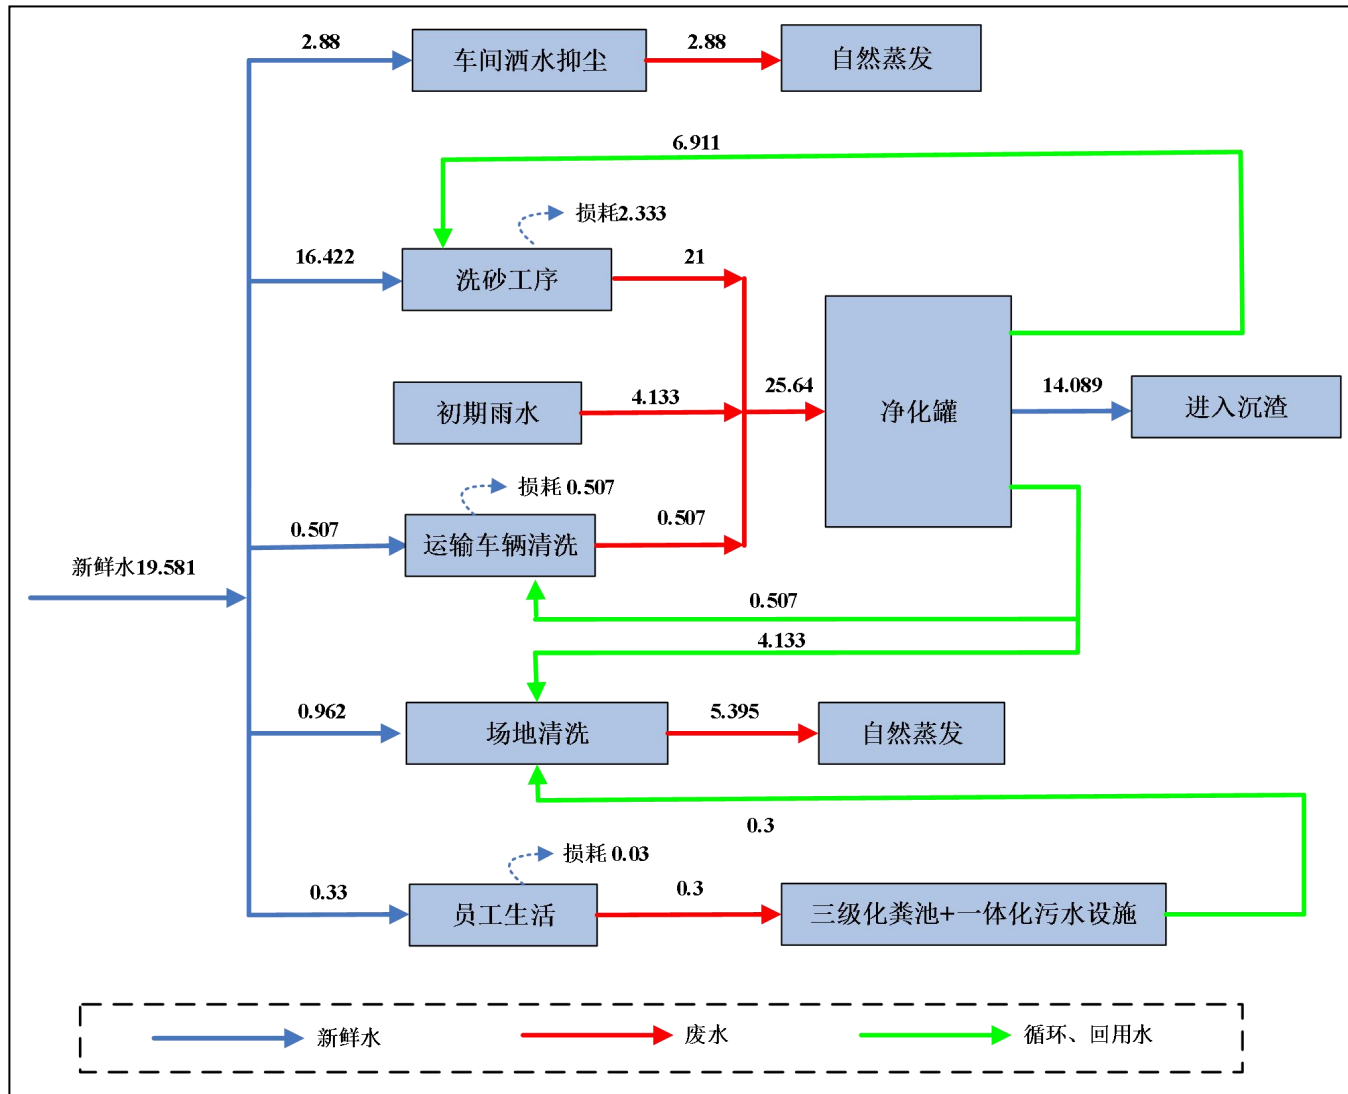 2.88
车间洒水抑尘
2.88
自然蒸发
6.911
损耗2.333
16.422
洗砂工序
21
初期雨水
4.133
25.64
净化罐
14.089
进入沉渣
损耗 0.507
0.507
运输车辆清洗
0.507
新鲜水19.581
0.507
4.133
0.962
场地清洗
5.395
自然蒸发
0.3
损耗 0.03
0.33
员工生活
0.3
三级化粪池+一体化污水设施
新鲜水
废水
循环、回用水